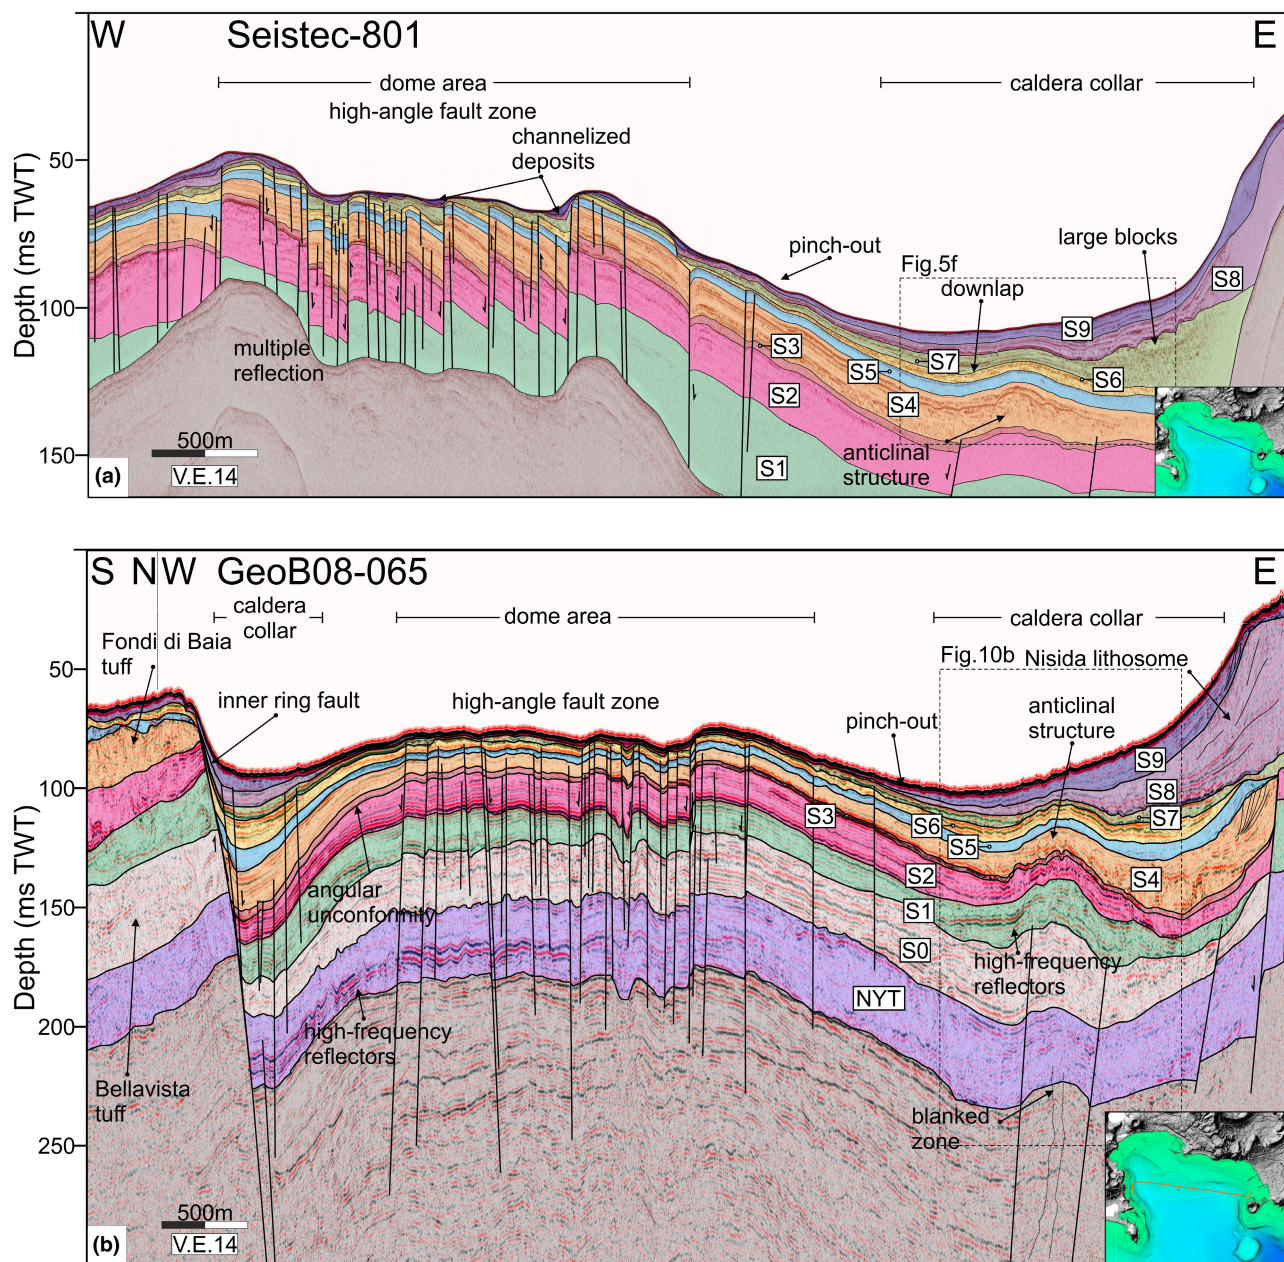 W
Seistec-801
E
dome area
caldera collar
high-angle fault zone
channelized
deposits
pinch-out
large blocks
Fig.5f
downlap
S8
S9
S3
S7
S5
S6
S2
S4
multiple
reflection
anticlinal
structure
S1
500m
V.E.14
(a)
Depth (ms TWT)
50
100
150
S
NW
GeoB08-065
E
caldera
collar
dome area
caldera collar
Fondi di Baia
tuff
Fig.10b
Nisida lithosome
inner ring fault
high-angle fault zone
anticlinal
structure
pinch-out
S9
S8
S3
S6
S7
S5
S2
S4
angular
unconformity
S1
S0
high-frequency
reflectors
NYT
high-frequency
reflectors
Bellavista
tuff
blanked
zone
500m
V.E.14
(b)
Depth (ms TWT)
50
100
150
200
250